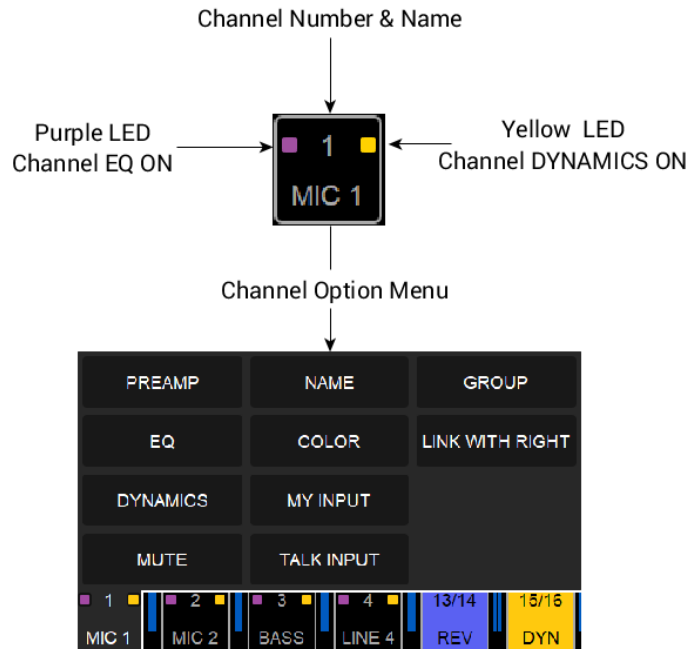 Channel Number & Name
Purple LED
Channel EQ ON
1
MIC 1
Yellow LED
Channel DYNAMICS ON
Channel Option Menu
PREAMP NAME GROUP
EQ COLOR LINK WITH RIGHT
DYNAMICS MY INPUT
MUTE TALK INPUT
1 2 3 4 13/14 15/16
MIC 1 MIC 2 BASS LINE 4 REV DYN